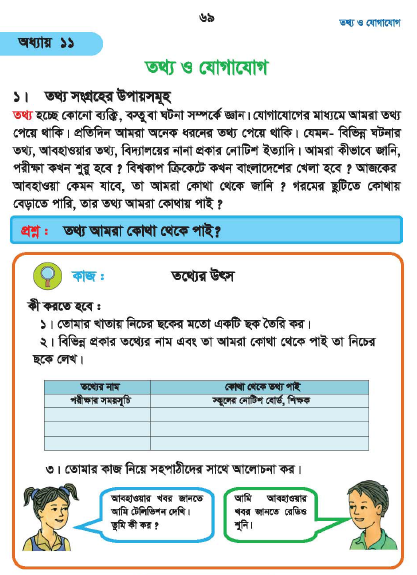 ৬৯
তথ্য ও যোগাযোগ
অধ্যায় ১১
তথ্য ও যোগাযোগ
১। তথ্য সংগ্রহের উপায়সমূহ
তথ্য হচ্ছে কোনো ব্যক্তি, বস্তু বা ঘটনা সম্পর্কে জ্ঞান। যোগাযোগের মাধ্যমে আমরা তথ্য
পেয়ে থাকি। প্রতিদিন আমরা অনেক ধরনের তথ্য পেয়ে থাকি। যেমন- বিভিন্ন ঘটনার
তথ্য, আবহাওয়ার তথ্য, বিদ্যালয়ের নানা প্রকার নোটিশ ইত্যাদি। আমরা কীভাবে জানি,
পরীক্ষা কখন শুরু হবে ? বিশ্বকাপ ক্রিকেটে কখন বাংলাদেশের খেলা হবে ? আজকের
আবহাওয়া কেমন যাবে, তা আমরা কোথা থেকে জানি ? গরমের ছুটিতে কোথায়
বেড়াতে পারি, তার তথ্য আমরা কোথায় পাই ?
প্রশ্ন : তথ্য আমরা কোথা থেকে পাই?
কাজ : তথ্যের উৎস
কী করতে হবে :
১। তোমার খাতায় নিচের ছকের মতো একটি ছক তৈরি কর।
২। বিভিন্ন প্রকার তথ্যের নাম এবং তা আমরা কোথা থেকে পাই তা নিচের
ছকে লেখ।
তথ্যের নাম কোথা থেকে তথ্য পাই
পরীক্ষার সময়সূচি স্কুলের নোটিশ বোর্ড, শিক্ষক
৩। তোমার কাজ নিয়ে সহপাঠীদের সাথে আলোচনা কর।
আবহাওয়ার খবর জানতে
আমি টেলিভিশন দেখি।
তুমি কী কর ?
আমি আবহাওয়ার
খবর জানতে রেডিও
শুনি।